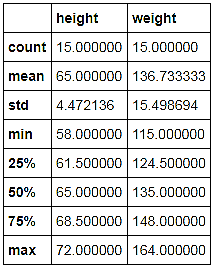 height weight
count 15.000000 15.000000
mean 65.000000 136.733333
std 4.472136 15.498694
min 58.000000 115.000000
25% 61.500000 124.500000
50% 65.000000 135.000000
75% 68.500000 148.000000
max 72.000000 164.000000